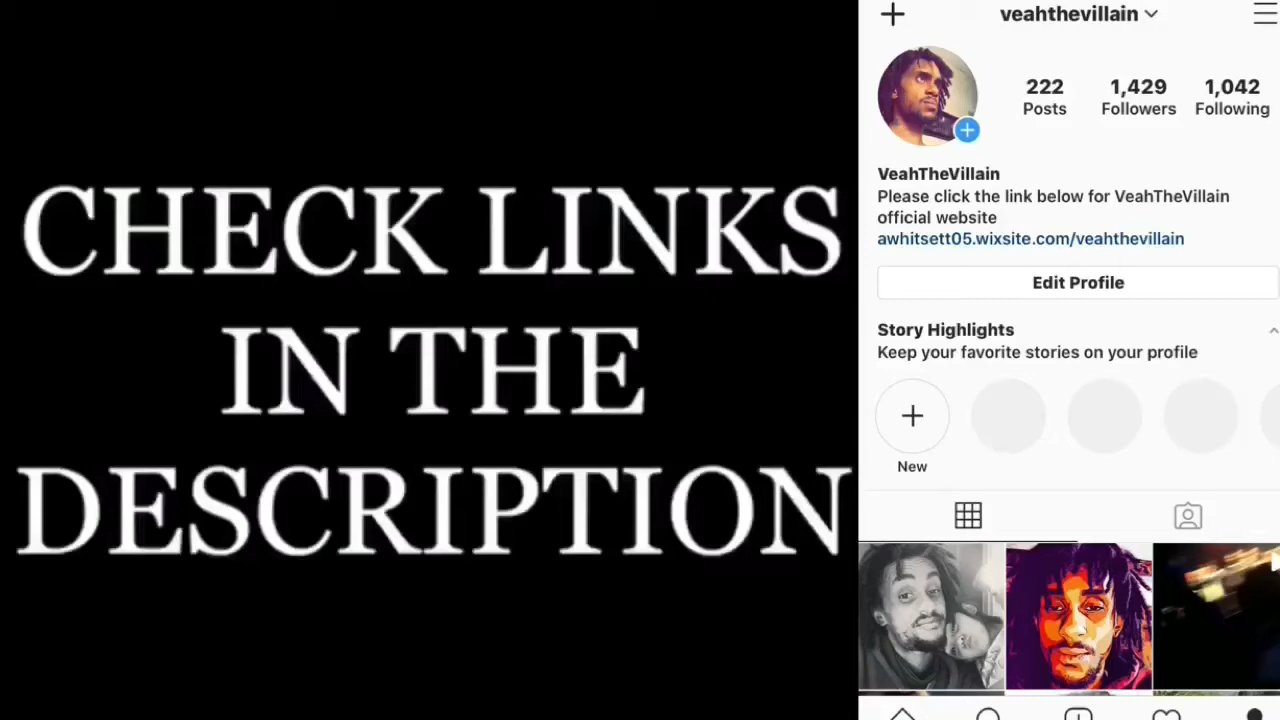 CHECK LINKS
IN THE
DESCRIPTION
veahthevillain
222 1,429 1,042
Posts Followers Following
VeahTheVillain
Please click the link below for VeahTheVillain
official website
awhitsett05.wixsite.com/veahthevillain
Edit Profile
Story Highlights
Keep your favorite stories on your profile
New